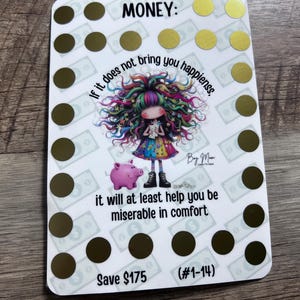 MONEY:
If it does not bring you happienss,
it will at least help you be
miserable in comfort
Save $175 (#1-14)